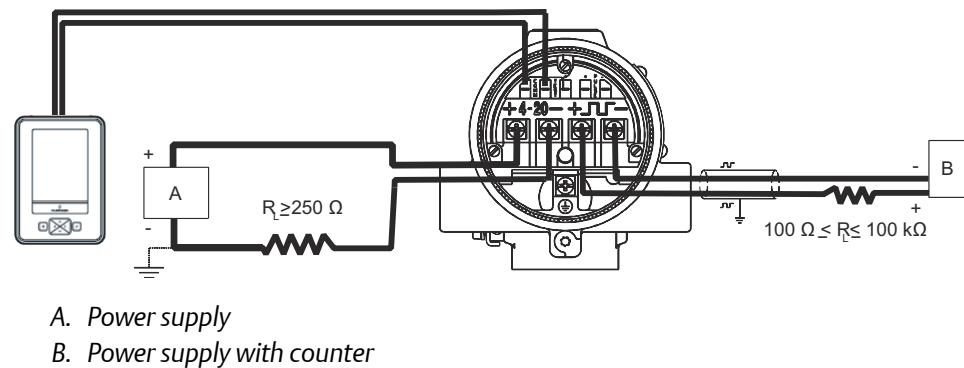 + 4-20 - + -
+
A
-
R_L ≥250 Ω
-
B
+
100 Ω ≤ R_L ≤ 100 kΩ
A. Power supply
B. Power supply with counter